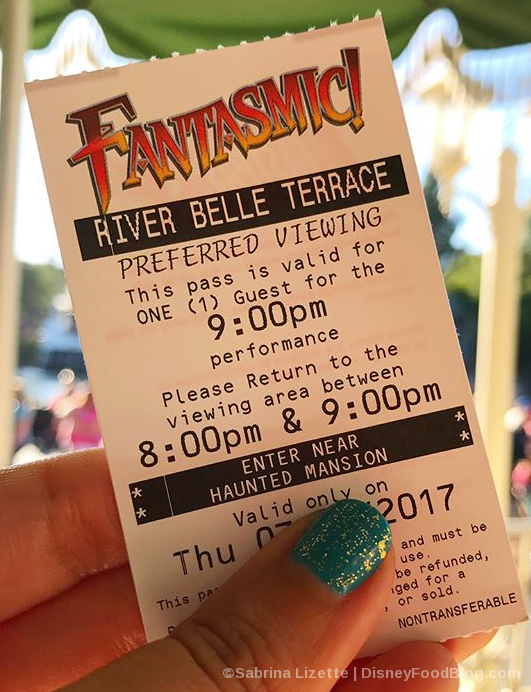 FANTASMIC!
RIVER BELLE TERRACE
PREFERRED VIEWING
This pass is valid for
ONE (1) Guest for the
9:00pm
performance
Please Return to the
viewing area between
8:00pm & 9:00pm
* ENTER NEAR *
* HAUNTED MANSION *
Valid only on
Thu 2017
and must be
use.
be refunded,
for a
This or sold.
NONTRANSFERABLE
©Sabrina Lizette | DisneyFoodBlog.com